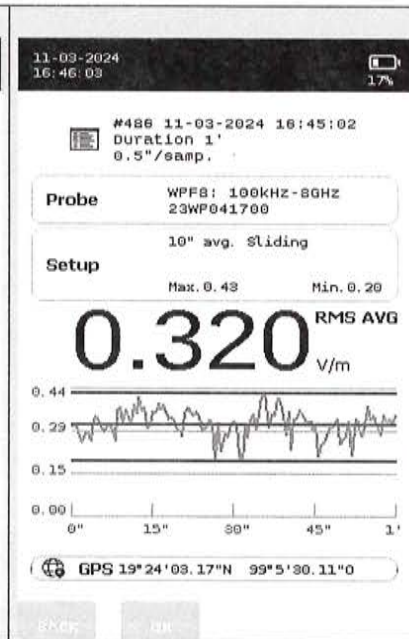 11-03-2024
16:46:03
17%
#486 11-03-2024 16:45:02
Duration 1'
0.5"/samp.
Probe
WPF8: 100kHz-8GHz
23WP041700
Setup
10" avg. Sliding
Max.0.43 Min.0.20
0.320 RMS AVG
V/m
0.44
0.29
0.15
0.00
0" 15" 30" 45" 1'
GPS 19°24'03.17"N 99°5'30.11"O
BACK OK